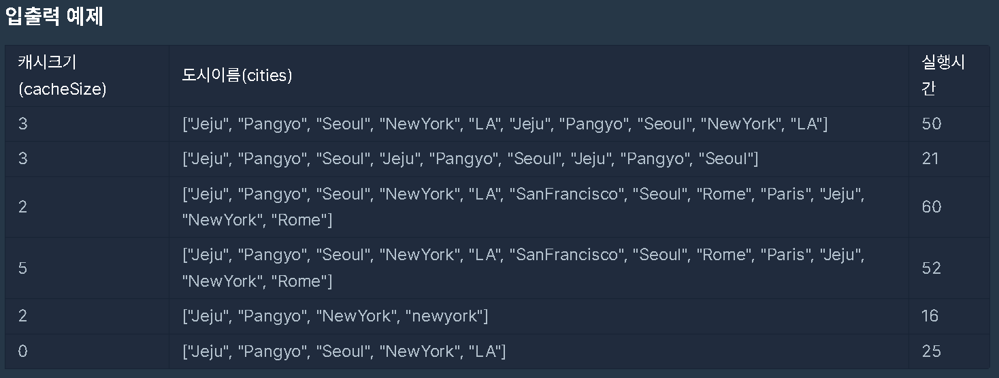 입출력 예제
캐시크기
(cacheSize)
도시이름(cities)
실행시
간
3
["Jeju", "Pangyo", "Seoul", "NewYork", "LA", "Jeju", "Pangyo", "Seoul", "NewYork", "LA"]
50
3
["Jeju", "Pangyo", "Seoul", "Jeju", "Pangyo", "Seoul", "Jeju", "Pangyo", "Seoul"]
21
2
["Jeju", "Pangyo", "Seoul", "NewYork", "LA", "SanFrancisco", "Seoul", "Rome", "Paris", "Jeju",
"NewYork", "Rome"]
60
5
["Jeju", "Pangyo", "Seoul", "NewYork", "LA", "SanFrancisco", "Seoul", "Rome", "Paris", "Jeju",
"NewYork", "Rome"]
52
2
["Jeju", "Pangyo", "NewYork", "newyork"]
16
0
["Jeju", "Pangyo", "Seoul", "NewYork", "LA"]
25